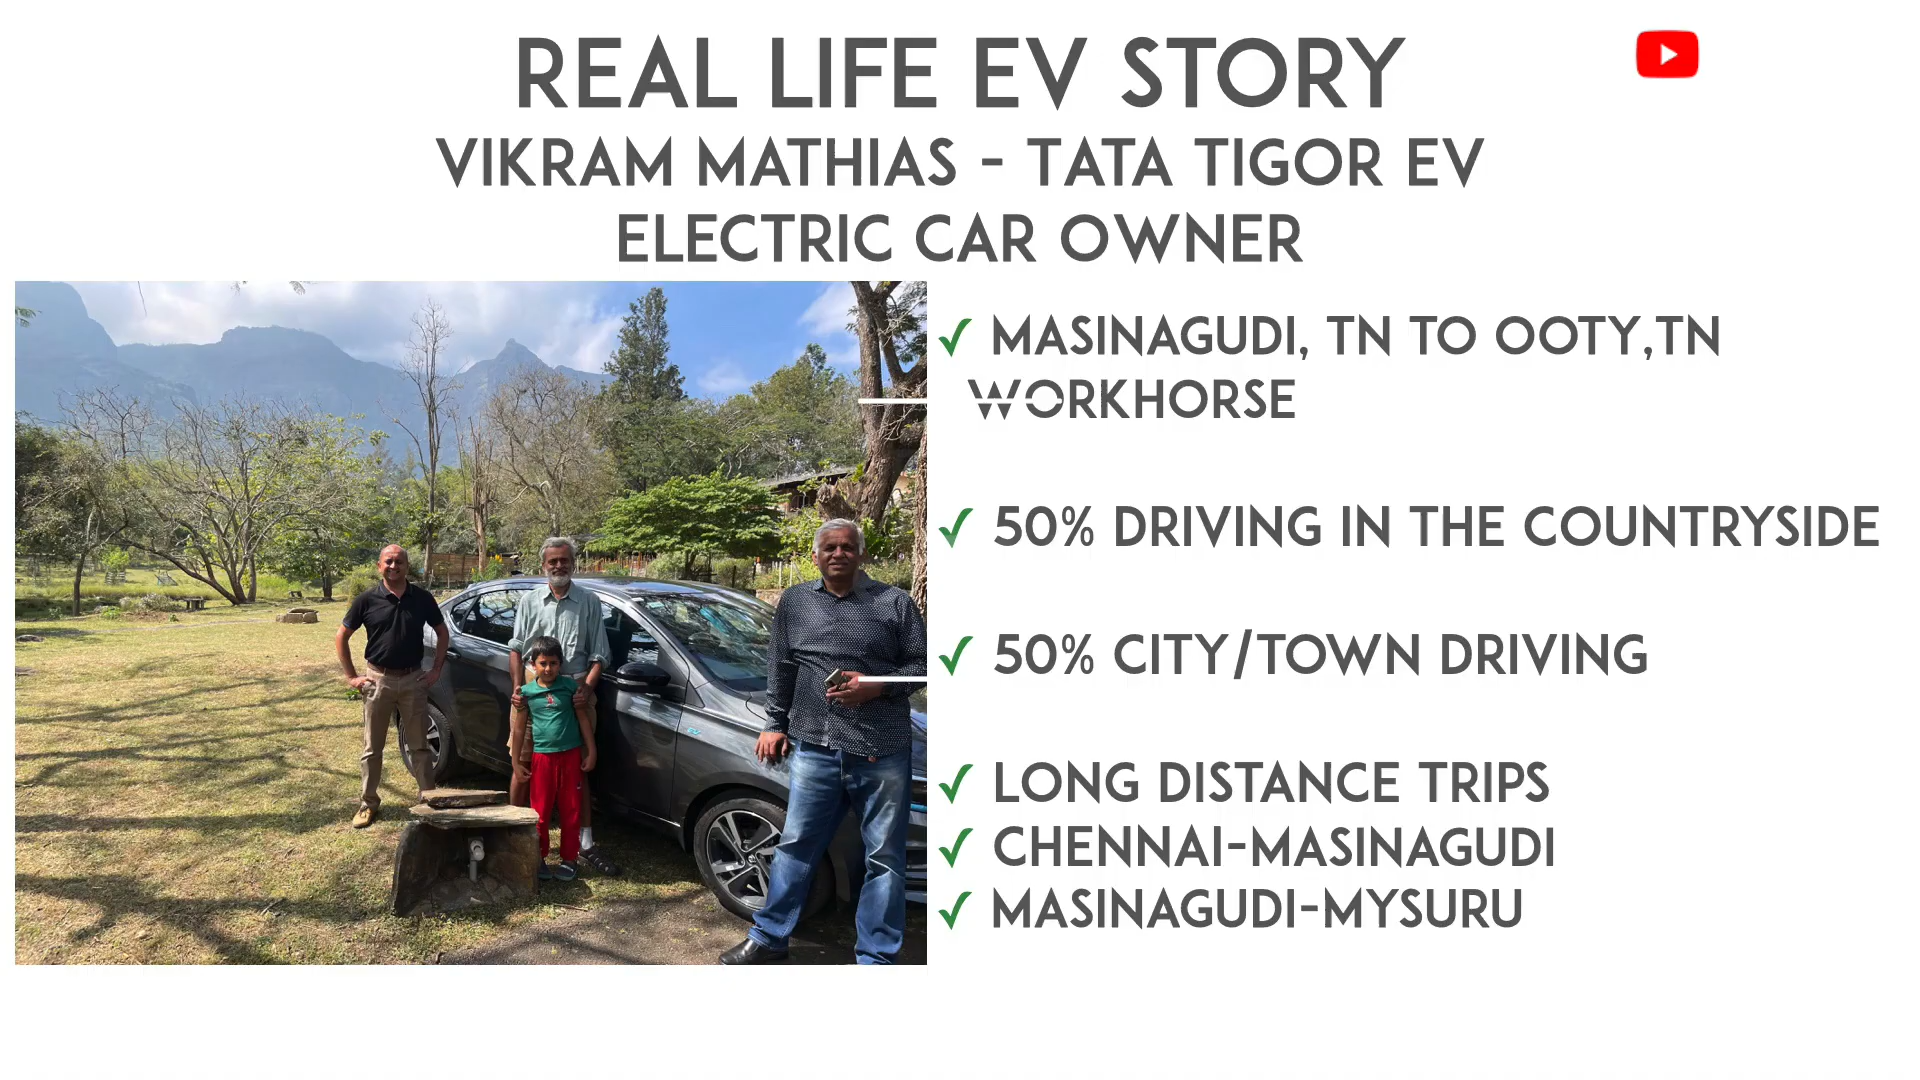 REAL LIFE EV STORY
VIKRAM MATHIAS - TATA TIGOR EV
ELECTRIC CAR OWNER
✓ MASINAGUDI, TN TO OOTY,TN
WORKHORSE
✓ 50% DRIVING IN THE COUNTRYSIDE
✓ 50% CITY/TOWN DRIVING
✓ LONG DISTANCE TRIPS
✓ CHENNAI-MASINAGUDI
✓ MASINAGUDI-MYSURU